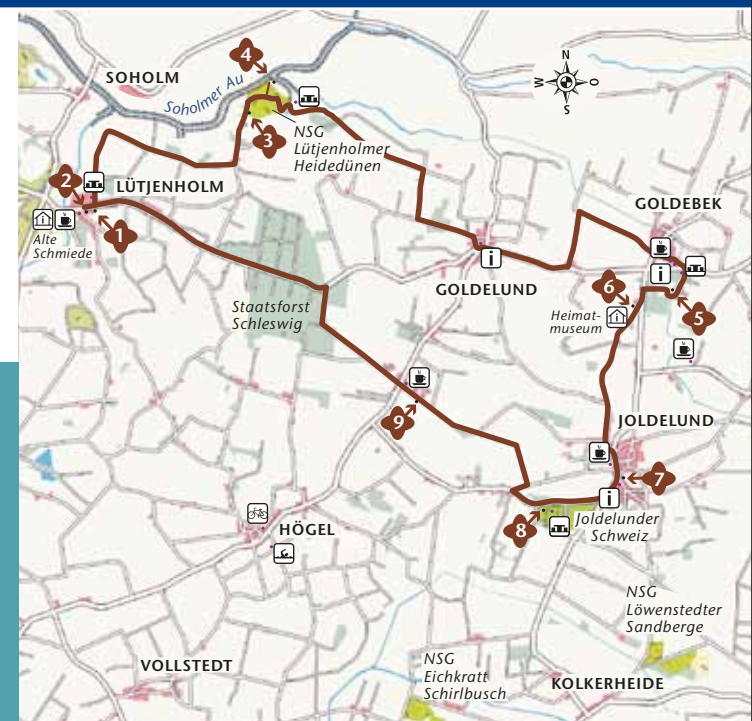 4
SOHOLM
Soholmer Au
N
W
O
S
3
NSG
Lütjenholmer
Heidedünen
2
LÜTJENHOLM
1
Alte
Schmiede
GOLDEBEK
i
GOLDELUND
i
6
5
Heimat-
museum
Staatsforst
Schleswig
JOLDELUND
9
7
i
8
Joldelunder
Schweiz
HÖGEL
NSG
Löwenstedter
Sandberge
VOLLSTEDT
NSG
Eichkratt
Schirlbusch
KOLKERHEIDE